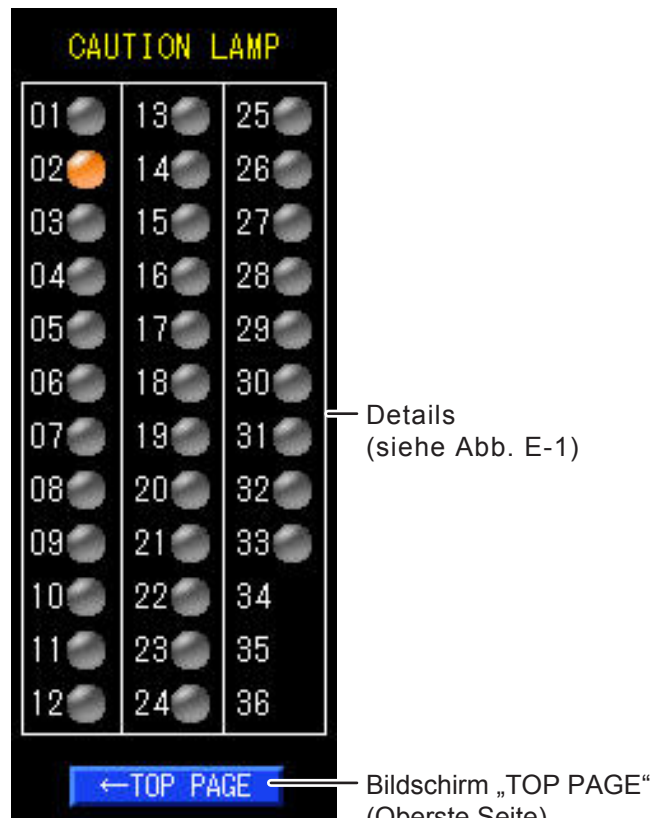 CAUTION LAMP
01 13 25
02 14 26
03 15 27
04 16 28
05 17 29
06 18 30
07 19 31
08 20 32
09 21 33
10 22 34
11 23 35
12 24 36
Details
(siehe Abb. E-1)
←TOP PAGE
Bildschirm „TOP PAGE“
(Oberste Seite)